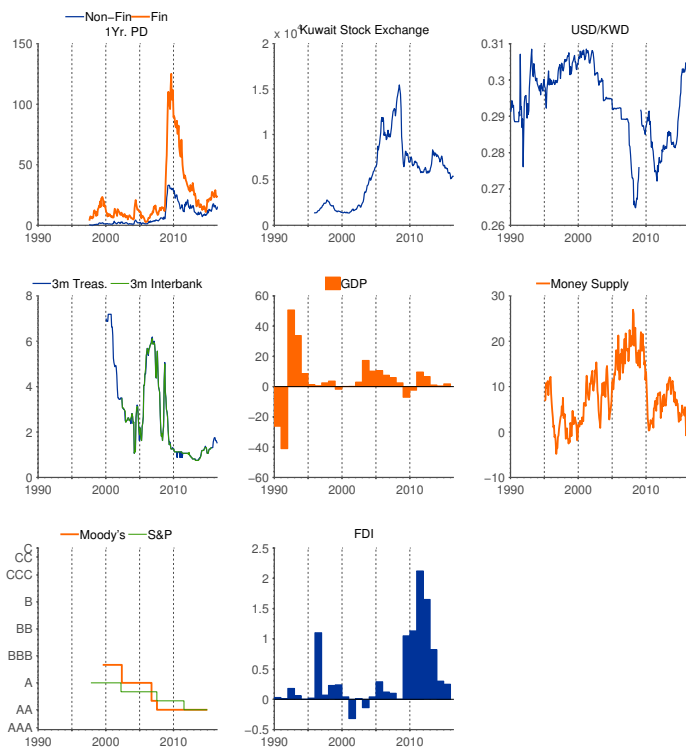 Non−Fin Fin
1Yr. PD
150
100
50
0
1990 2000 2010
x 10⁴
Kuwait Stock Exchange
2
1.5
1
0.5
0
1990 2000 2010
USD/KWD
0.31
0.3
0.29
0.28
0.27
0.26
1990 2000 2010
3m Treas. 3m Interbank
8
6
4
2
0
1990 2000 2010
GDP
60
40
20
0
−20
−40
−60
1990 2000 2010
Money Supply
30
20
10
0
−10
1990 2000 2010
Moody's S&P
C
CC
CCC
B
BB
BBB
A
AA
AAA
1990 2000 2010
FDI
2.5
2
1.5
1
0.5
0
−0.5
1990 2000 2010